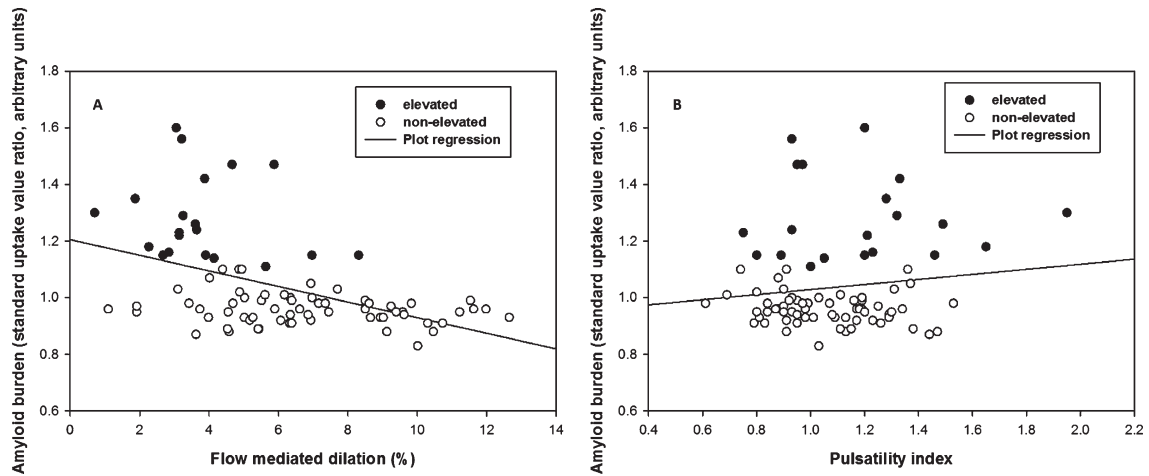 Amyloid burden (standard uptake value ratio, arbitrary units)
1.8
1.6
1.4
1.2
1.0
0.8
0.6
A
elevated
non-elevated
Plot regression
0 2 4 6 8 10 12 14
Flow mediated dilation (%)
Amyloid burden (standard uptake value ratio, arbitrary units)
1.8
1.6
1.4
1.2
1.0
0.8
0.6
B
elevated
non-elevated
Plot regression
0.4 0.6 0.8 1.0 1.2 1.4 1.6 1.8 2.0 2.2
Pulsatility index